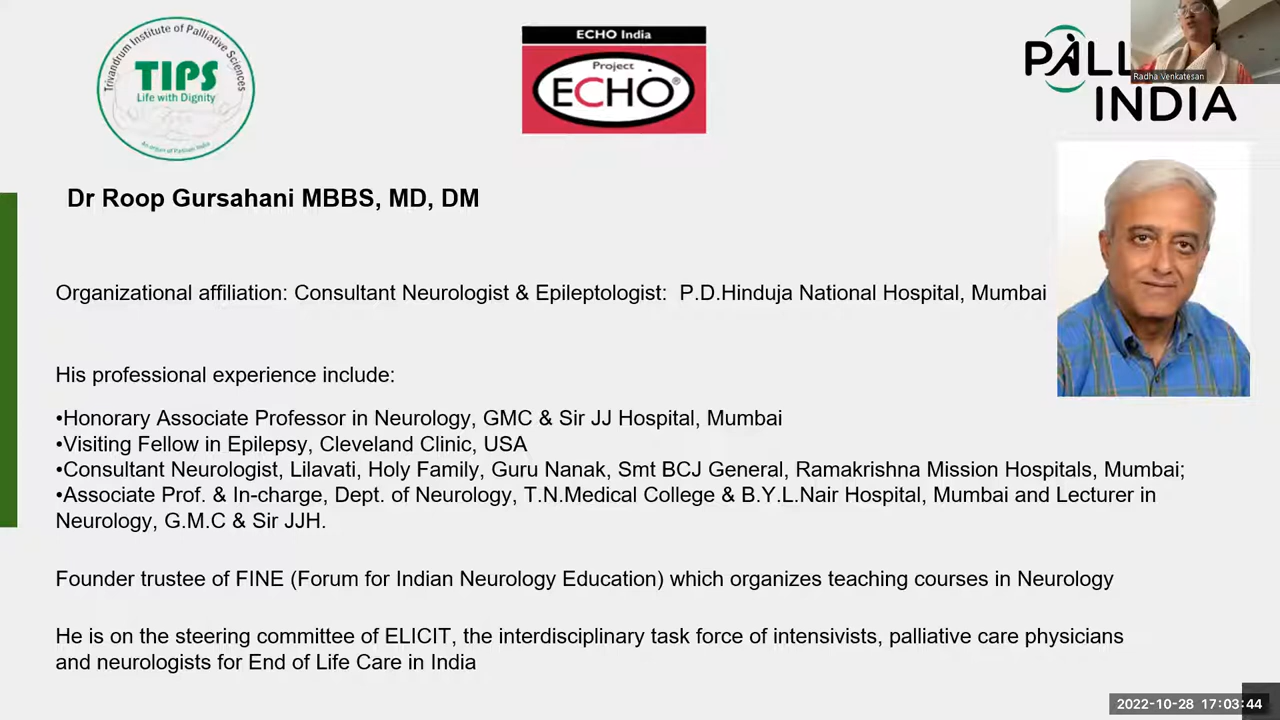 Trivandrum Institute of Palliative Sciences
TIPS
Life with Dignity
An organ of Pallium India
ECHO India
Project
ECHO®
PALL
INDIA
Radha Venkatesan
Dr Roop Gursahani MBBS, MD, DM
Organizational affiliation: Consultant Neurologist & Epileptologist:  P.D.Hinduja National Hospital, Mumbai
His professional experience include:
•Honorary Associate Professor in Neurology, GMC & Sir JJ Hospital, Mumbai
•Visiting Fellow in Epilepsy, Cleveland Clinic, USA
•Consultant Neurologist, Lilavati, Holy Family, Guru Nanak, Smt BCJ General, Ramakrishna Mission Hospitals, Mumbai;
•Associate Prof. & In-charge, Dept. of Neurology, T.N.Medical College & B.Y.L.Nair Hospital, Mumbai and Lecturer in
Neurology, G.M.C & Sir JJH.
Founder trustee of FINE (Forum for Indian Neurology Education) which organizes teaching courses in Neurology
He is on the steering committee of ELICIT, the interdisciplinary task force of intensivists, palliative care physicians
and neurologists for End of Life Care in India
2022-10-28 17:03:44